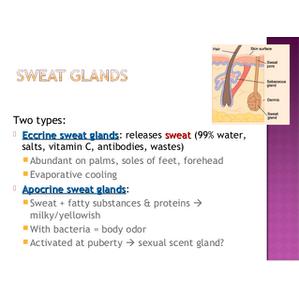 Hair
Skin surface
Sweat
pore
Sebaceous
gland
Dermis
Sweat
gland
SWEAT GLANDS
Two types:
Eccrine sweat glands: releases sweat (99% water,
salts, vitamin C, antibodies, wastes)
Abundant on palms, soles of feet, forehead
Evaporative cooling
Apocrine sweat glands:
Sweat + fatty substances & proteins →
milky/yellowish
With bacteria = body odor
Activated at puberty → sexual scent gland?